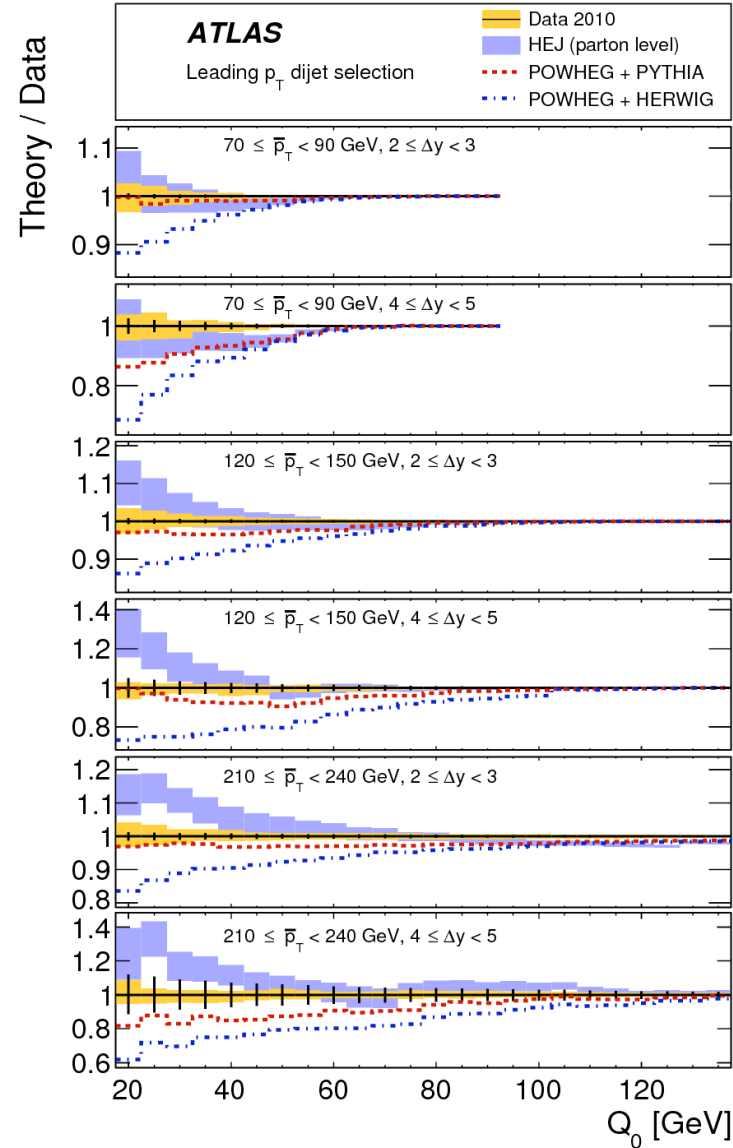 ATLAS
Leading p_T dijet selection
Data 2010
HEJ (parton level)
POWHEG + PYTHIA
POWHEG + HERWIG
Theory / Data
70 ≤ p̅_T < 90 GeV, 2 ≤ Δy < 3
1.1
1
0.9
70 ≤ p̅_T < 90 GeV, 4 ≤ Δy < 5
1
0.8
120 ≤ p̅_T < 150 GeV, 2 ≤ Δy < 3
1.2
1.1
1
0.9
120 ≤ p̅_T < 150 GeV, 4 ≤ Δy < 5
1.4
1.2
1
0.8
210 ≤ p̅_T < 240 GeV, 2 ≤ Δy < 3
1.2
1.1
1
0.9
0.8
210 ≤ p̅_T < 240 GeV, 4 ≤ Δy < 5
1.4
1.2
1
0.8
0.6
20 40 60 80 100 120
Q_0 [GeV]